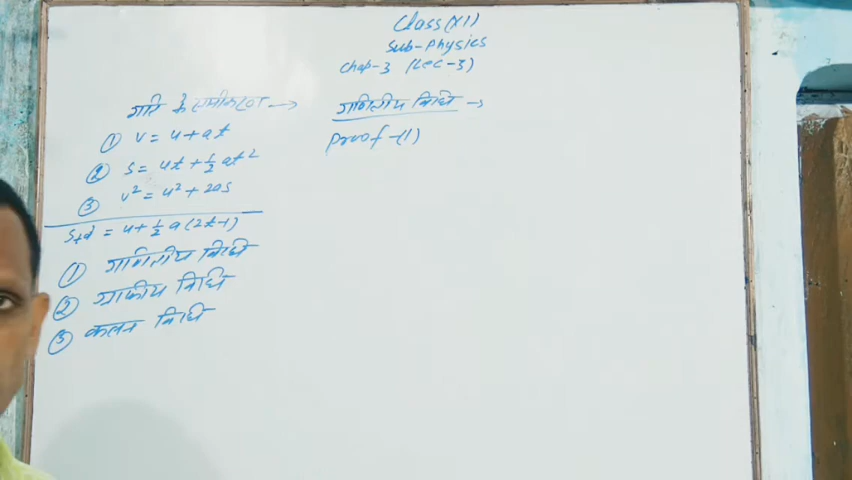 Class (XI)
Sub-Physics
Chap-3 (Lec-3)
गति के समीकरण →
① v = u + at
② s = ut + ½ at²
③ v² = u² + 2as
= u + ½ a (2t-1)
① गणितीय विधि
② ग्राफीय विधि
③ कलन विधि
गणितीय विधि →
Proof-(1)